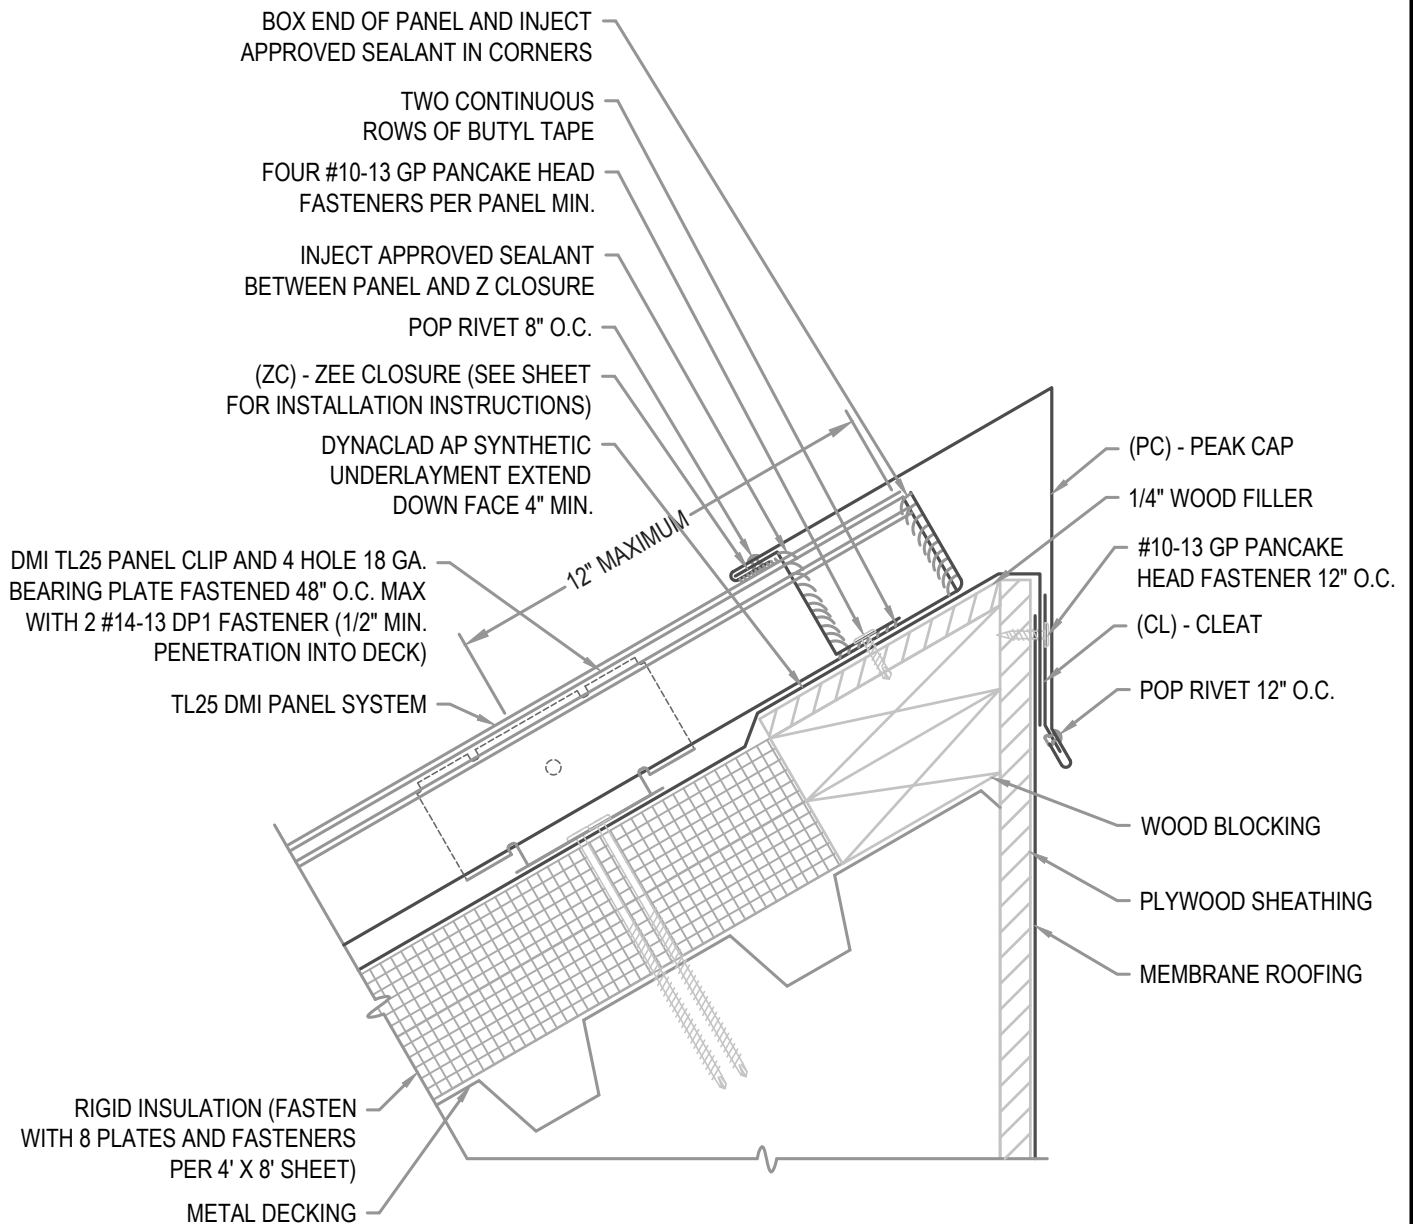 BOX END OF PANEL AND INJECT
APPROVED SEALANT IN CORNERS
TWO CONTINUOUS
ROWS OF BUTYL TAPE
FOUR #10-13 GP PANCAKE HEAD
FASTENERS PER PANEL MIN.
INJECT APPROVED SEALANT
BETWEEN PANEL AND Z CLOSURE
POP RIVET 8" O.C.
(ZC) - ZEE CLOSURE (SEE SHEET
FOR INSTALLATION INSTRUCTIONS)
DYNACLAD AP SYNTHETIC
UNDERLAYMENT EXTEND
DOWN FACE 4" MIN.
12" MAXIMUM
DMI TL25 PANEL CLIP AND 4 HOLE 18 GA.
BEARING PLATE FASTENED 48" O.C. MAX
WITH 2 #14-13 DP1 FASTENER (1/2" MIN.
PENETRATION INTO DECK)
TL25 DMI PANEL SYSTEM
RIGID INSULATION (FASTEN
WITH 8 PLATES AND FASTENERS
PER 4' X 8' SHEET)
METAL DECKING
(PC) - PEAK CAP
1/4" WOOD FILLER
#10-13 GP PANCAKE
HEAD FASTENER 12" O.C.
(CL) - CLEAT
POP RIVET 12" O.C.
WOOD BLOCKING
PLYWOOD SHEATHING
MEMBRANE ROOFING